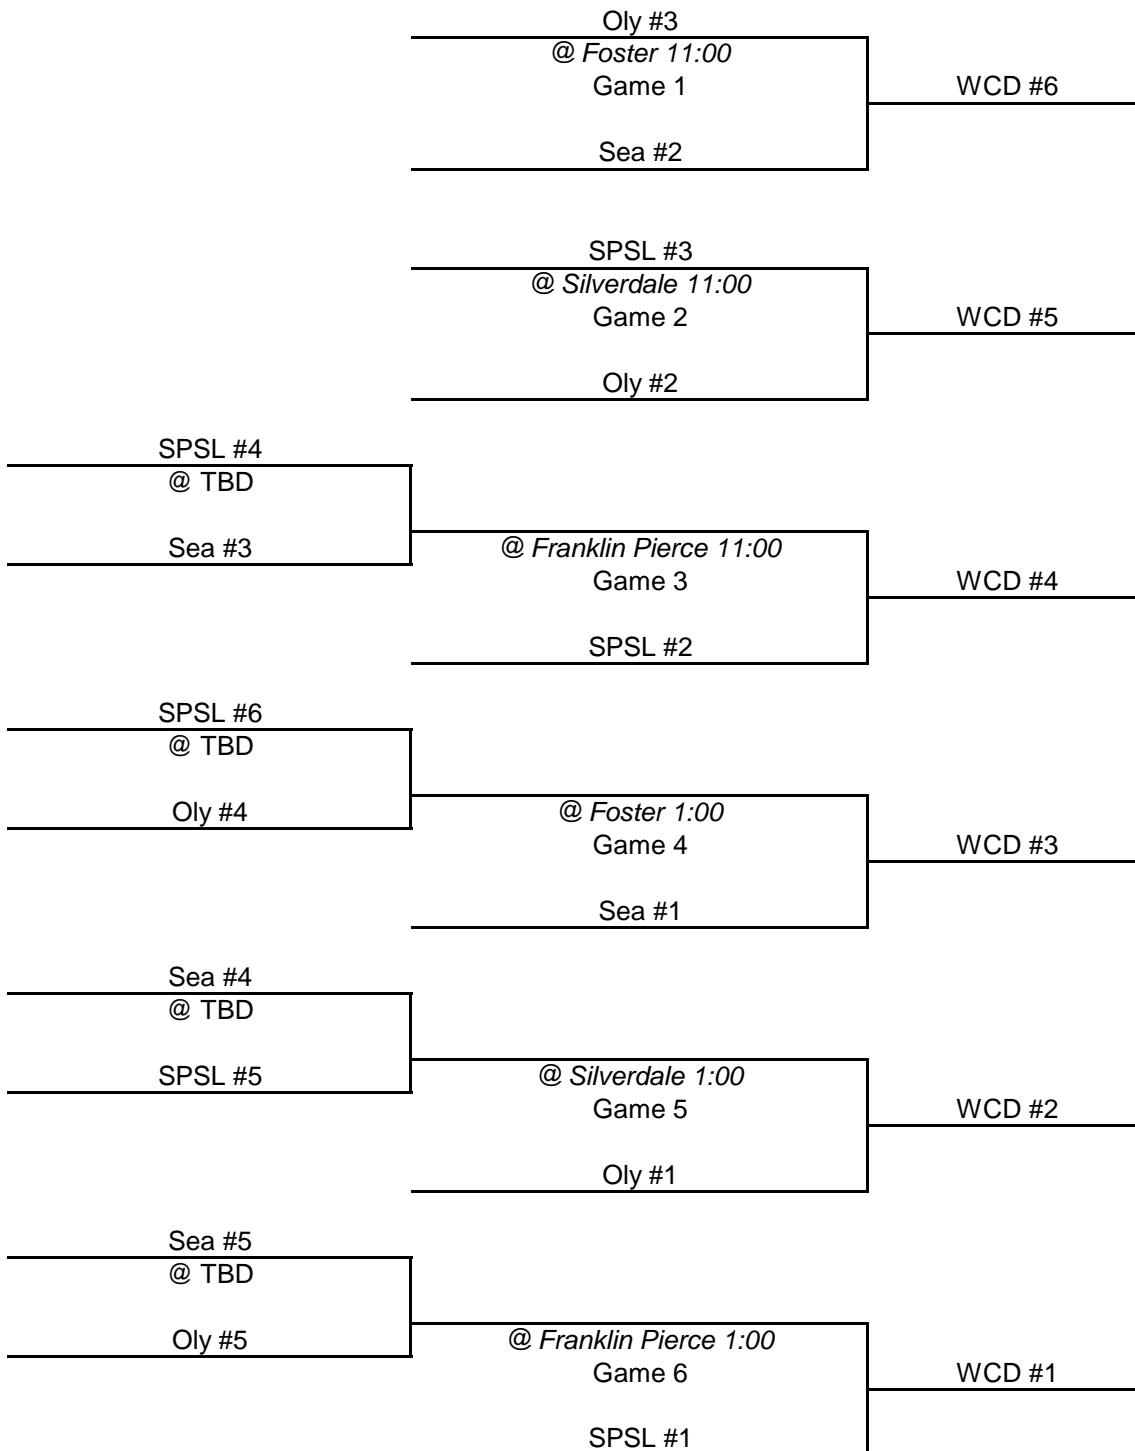 Oly #3
@ Foster 11:00
Game 1
WCD #6
Sea #2
SPSL #3
@ Silverdale 11:00
Game 2
WCD #5
Oly #2
SPSL #4
@ TBD
Sea #3
@ Franklin Pierce 11:00
Game 3
WCD #4
SPSL #2
SPSL #6
@ TBD
Oly #4
@ Foster 1:00
Game 4
WCD #3
Sea #1
Sea #4
@ TBD
SPSL #5
@ Silverdale 1:00
Game 5
WCD #2
Oly #1
Sea #5
@ TBD
Oly #5
@ Franklin Pierce 1:00
Game 6
WCD #1
SPSL #1